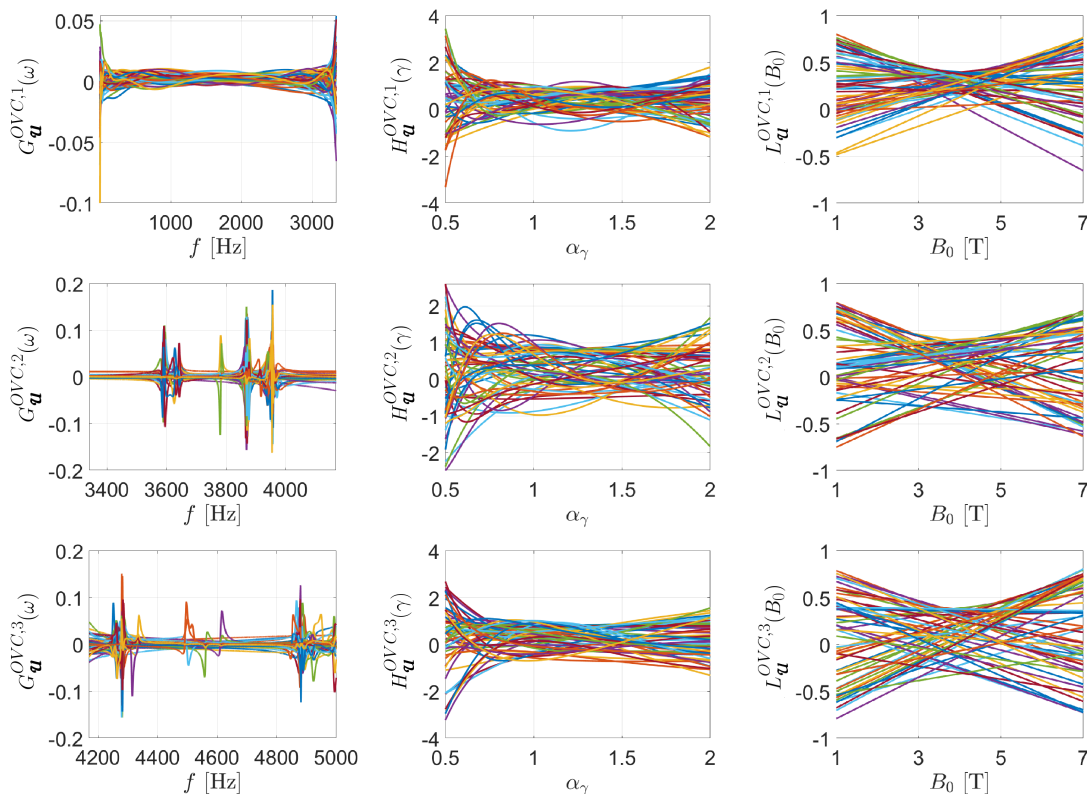 0.05
0
-0.05
-0.1
1000 2000 3000
f [Hz]
G_𝓤^{OVC,1}(ω)
4
2
0
-2
-4
0.5 1 1.5 2
α_γ
H_𝓤^{OVC,1}(γ)
1
0.5
0
-0.5
-1
1 3 5 7
B_0 [T]
L_𝓤^{OVC,1}(B_0)
0.2
0.1
0
-0.1
-0.2
3400 3600 3800 4000
f [Hz]
G_𝓤^{OVC,2}(ω)
2
1
0
-1
-2
0.5 1 1.5 2
α_γ
H_𝓤^{OVC,2}(γ)
1
0.5
0
-0.5
-1
1 3 5 7
B_0 [T]
L_𝓤^{OVC,2}(B_0)
0.2
0.1
0
-0.1
-0.2
4200 4400 4600 4800 5000
f [Hz]
G_𝓤^{OVC,3}(ω)
4
2
0
-2
-4
0.5 1 1.5 2
α_γ
H_𝓤^{OVC,3}(γ)
1
0.5
0
-0.5
-1
1 3 5 7
B_0 [T]
L_𝓤^{OVC,3}(B_0)